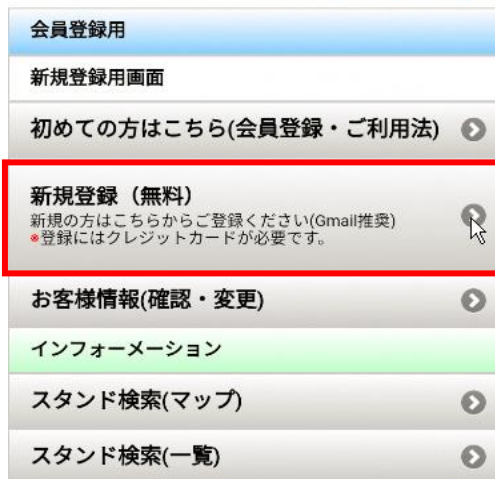 会員登録用
新規登録用画面
初めての方はこちら(会員登録・ご利用法)
新規登録（無料）
新規の方はこちらからご登録ください(Gmail推奨)
※登録にはクレジットカードが必要です。
お客様情報(確認・変更)
インフォーメーション
スタンド検索(マップ)
スタンド検索(一覧)